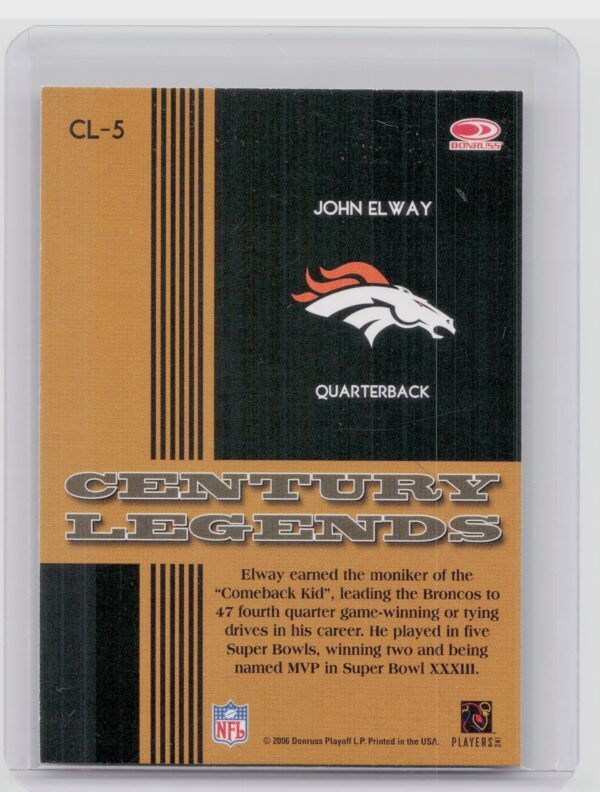 CL-5
DONRUSS
JOHN ELWAY
QUARTERBACK
CENTURY
LEGENDS
Elway earned the moniker of the
“Comeback Kid”, leading the Broncos to
47 fourth quarter game-winning or tying
drives in his career. He played in five
Super Bowls, winning two and being
named MVP in Super Bowl XXXIII.
NFL
© 2006 Donruss Playoff L.P. Printed in the USA.
PLAYERS INC